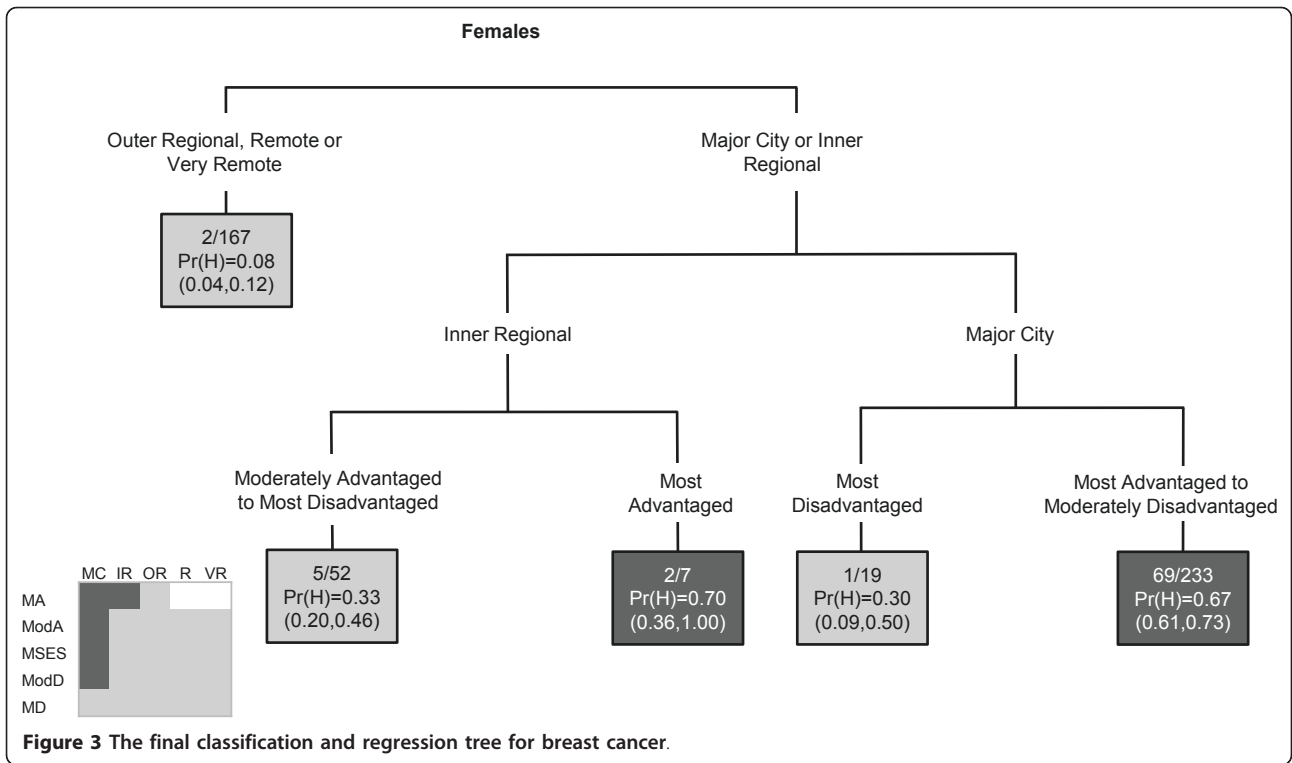 Females
Outer Regional, Remote or
Very Remote
Major City or Inner
Regional
2/167
Pr(H)=0.08
(0.04,0.12)
Inner Regional
Major City
Moderately Advantaged
to Most Disadvantaged
Most
Advantaged
Most
Disadvantaged
Most Advantaged to
Moderately Disadvantaged
5/52
Pr(H)=0.33
(0.20,0.46)
2/7
Pr(H)=0.70
(0.36,1.00)
1/19
Pr(H)=0.30
(0.09,0.50)
69/233
Pr(H)=0.67
(0.61,0.73)
MC IR OR R VR
MA
ModA
MSES
ModD
MD
Figure 3 The final classification and regression tree for breast cancer.